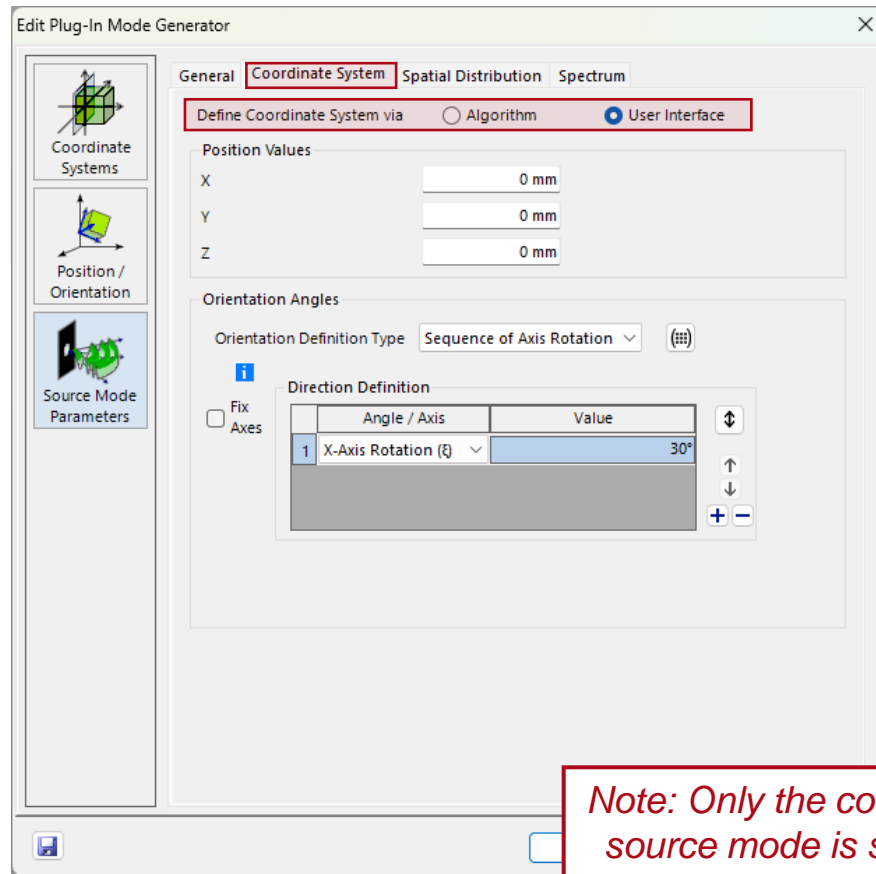 Edit Plug-In Mode Generator
Coordinate
Systems
Position /
Orientation
Source Mode
Parameters
General Coordinate System Spatial Distribution Spectrum
Define Coordinate System via Algorithm User Interface
Position Values
X 0 mm
Y 0 mm
Z 0 mm
Orientation Angles
Orientation Definition Type Sequence of Axis Rotation
Fix
Axes
Direction Definition
Angle / Axis Value
1 X-Axis Rotation (ξ) 30°
Note: Only the co
source mode is s